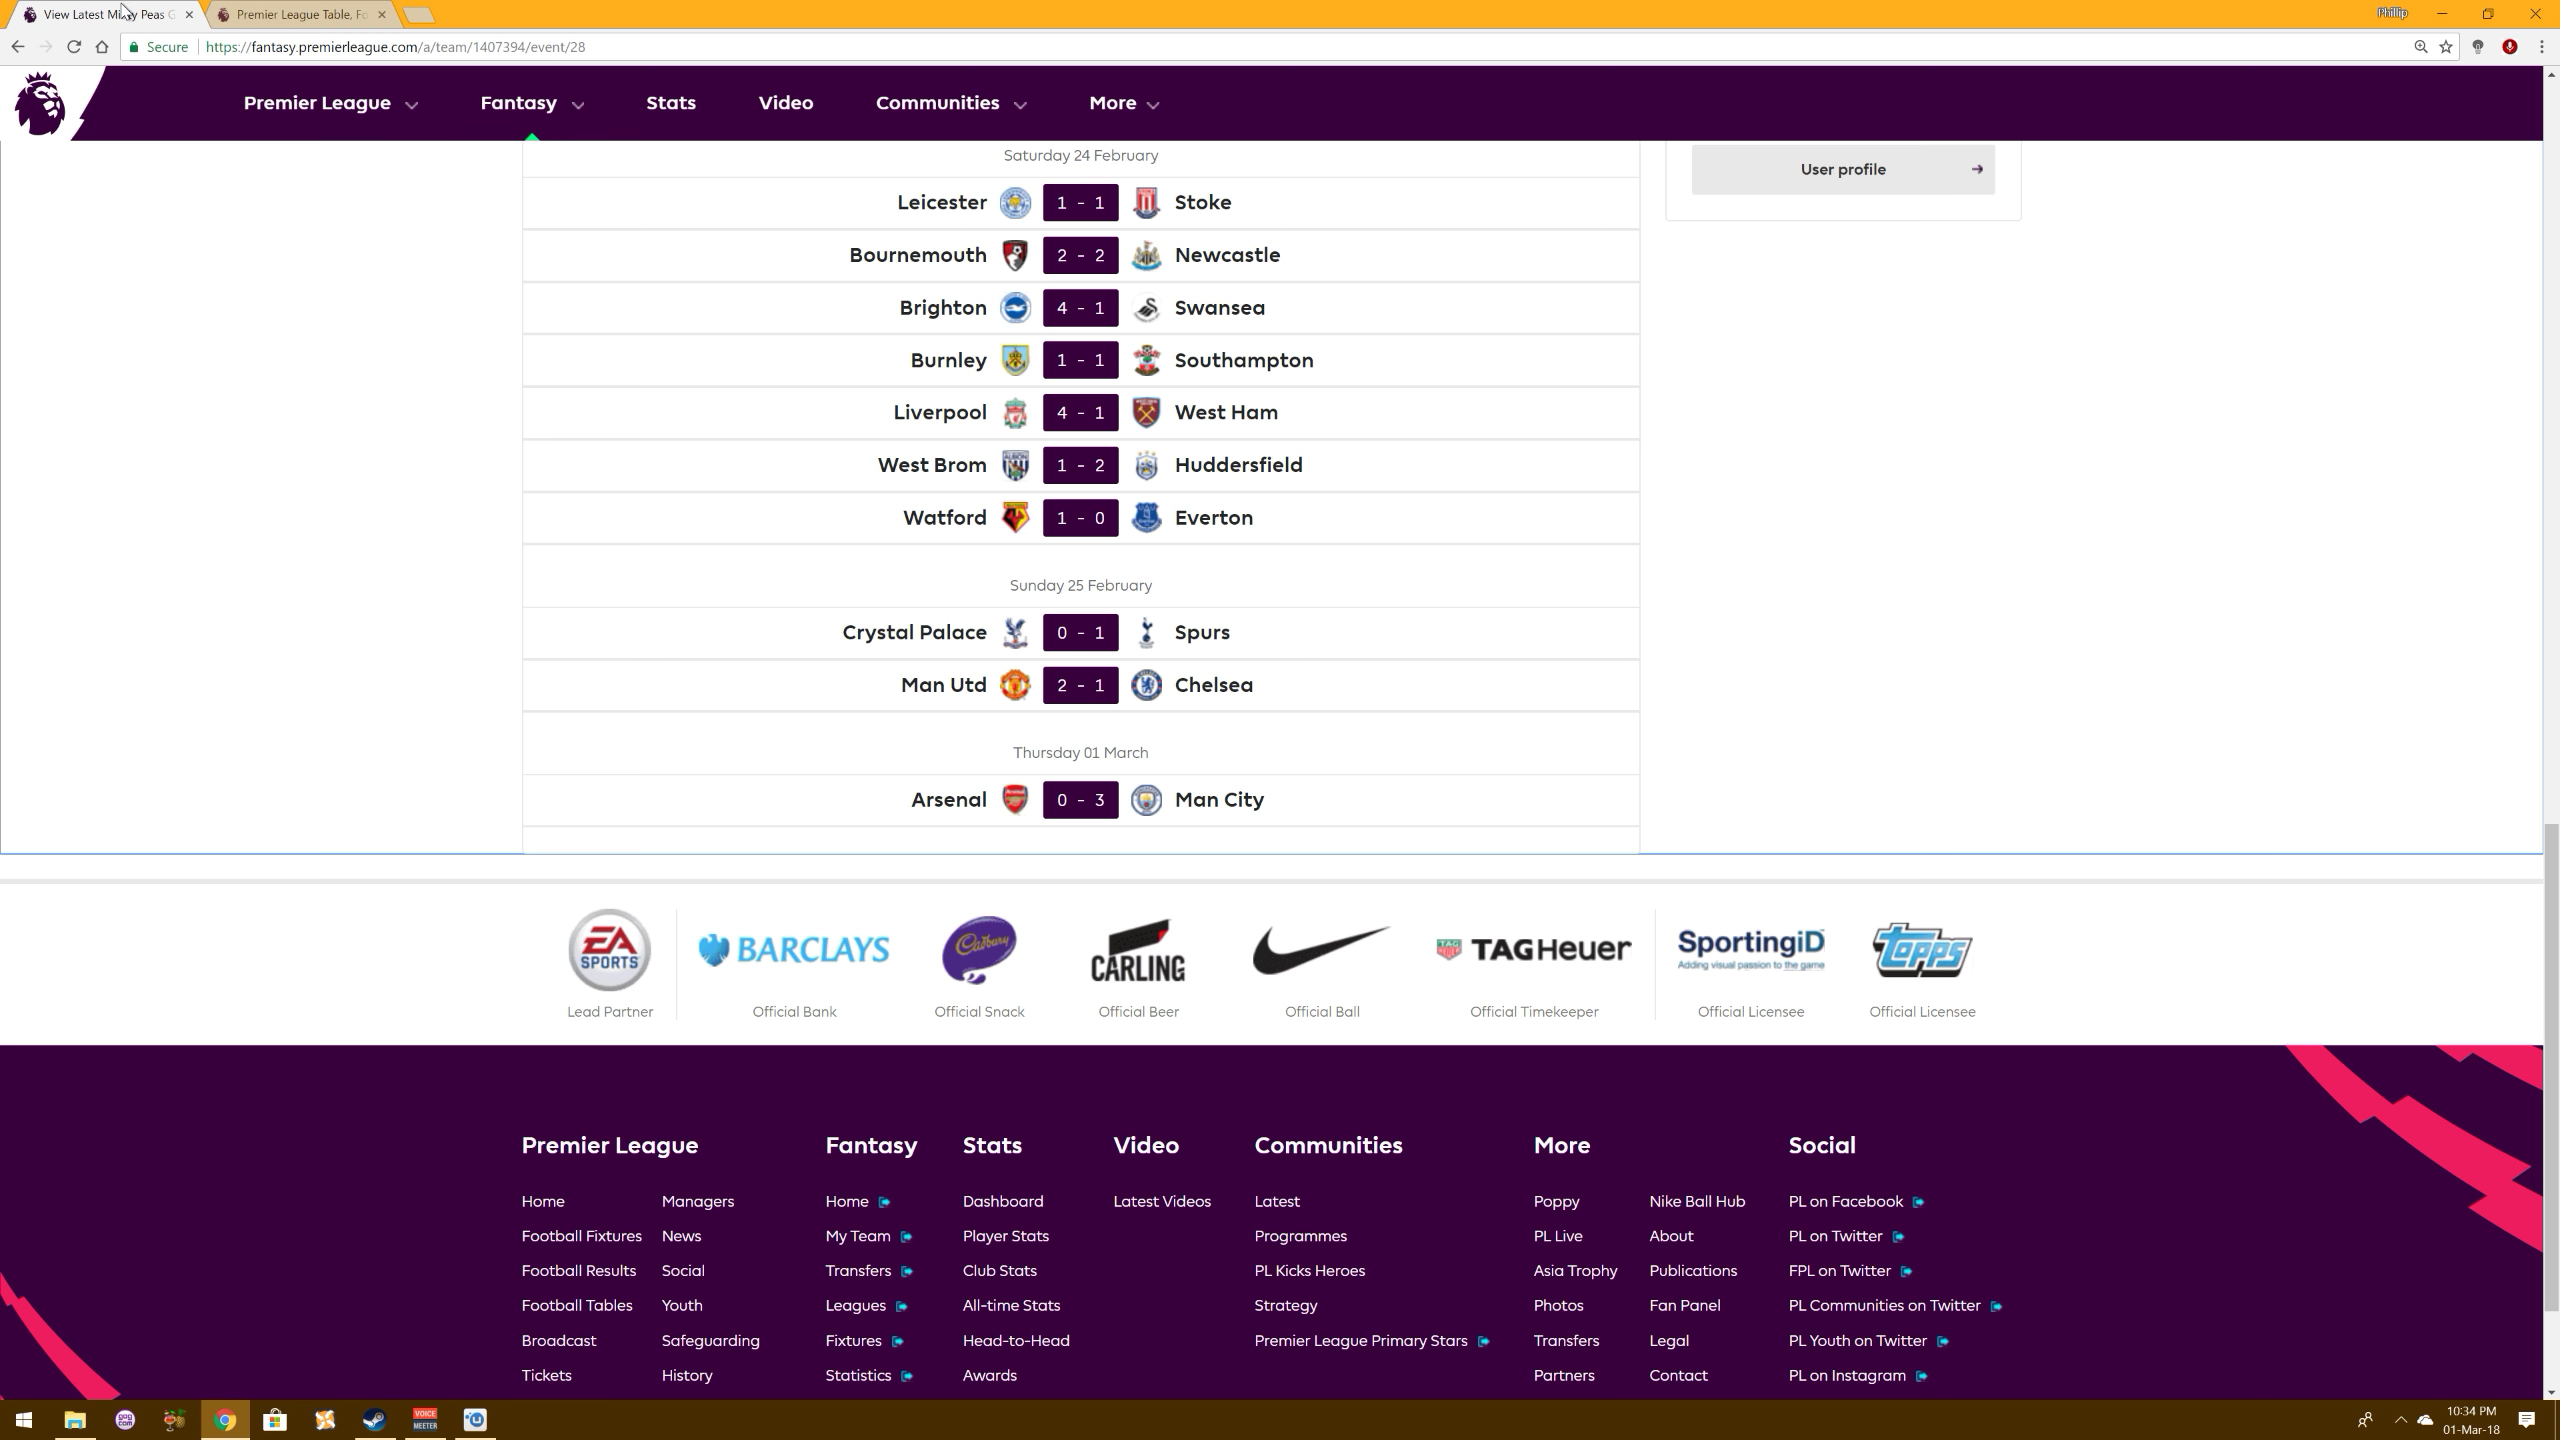 View Latest Mi y Peas G
Premier League Table, Fo
Phillip
Secure
https://fantasy.premierleague.com/a/team/1407394/event/28
Premier League
Fantasy
Stats
Video
Communities
More
Saturday 24 February
User profile
Leicester 1 - 1 Stoke
Bournemouth 2 - 2 Newcastle
Brighton 4 - 1 Swansea
Burnley 1 - 1 Southampton
Liverpool 4 - 1 West Ham
West Brom 1 - 2 Huddersfield
Watford 1 - 0 Everton
Sunday 25 February
Crystal Palace 0 - 1 Spurs
Man Utd 2 - 1 Chelsea
Thursday 01 March
Arsenal 0 - 3 Man City
EA SPORTS
BARCLAYS
Cadbury
CARLING
TAG
TAGHeuer
SportingiD
Adding visual passion to the game
topps
Lead Partner
Official Bank
Official Snack
Official Beer
Official Ball
Official Timekeeper
Official Licensee
Official Licensee
Premier League Fantasy Stats Video Communities More Social
Home Managers Home Dashboard Latest Videos Latest Poppy Nike Ball Hub PL on Facebook
Football Fixtures News My Team Player Stats Programmes PL Live About PL on Twitter
Football Results Social Transfers Club Stats PL Kicks Heroes Asia Trophy Publications FPL on Twitter
Football Tables Youth Leagues All-time Stats Strategy Photos Fan Panel PL Communities on Twitter
Broadcast Safeguarding Fixtures Head-to-Head Premier League Primary Stars Transfers Legal PL Youth on Twitter
Tickets History Statistics Awards Partners Contact PL on Instagram
gog.com
VOICE
MEETER
10:34 PM
01-Mar-18